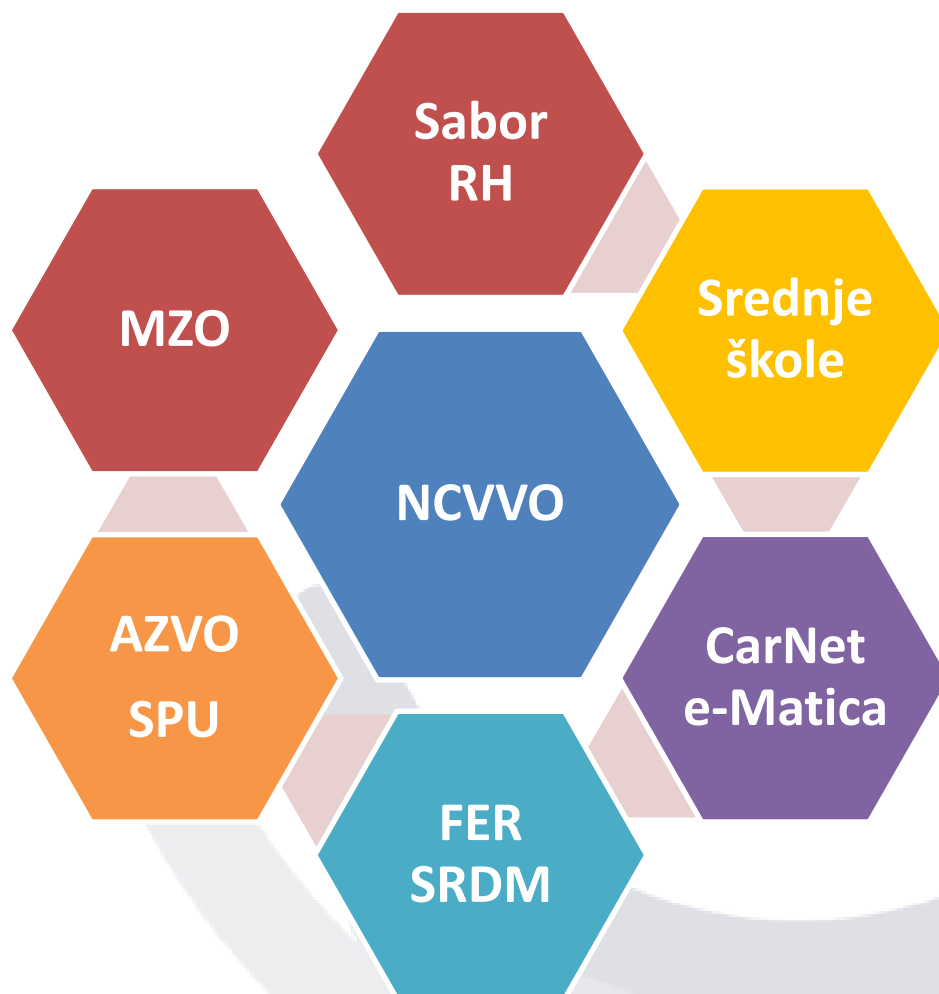 Sabor
RH
MZO
Srednje
škole
NCVVO
AZVO
SPU
CarNet
e-Matica
FER
SRDM